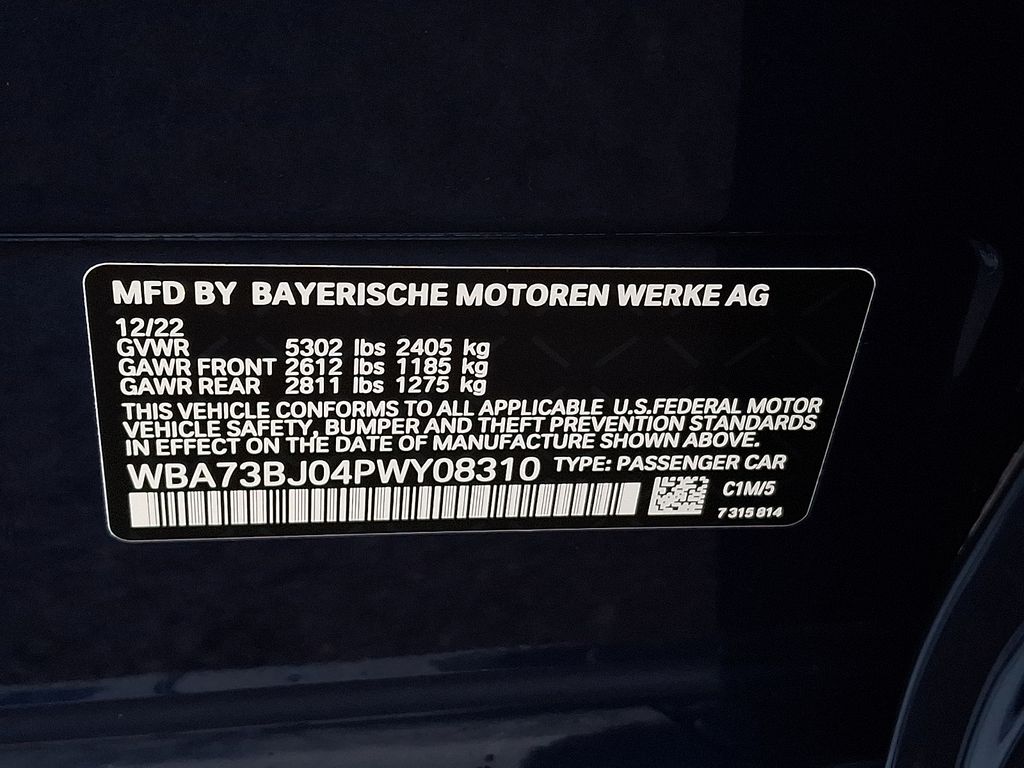 MFD BY BAYERISCHE MOTOREN WERKE AG
12/22
GVWR 5302 lbs 2405 kg
GAWR FRONT 2612 lbs 1185 kg
GAWR REAR 2811 lbs 1275 kg
THIS VEHICLE CONFORMS TO ALL APPLICABLE U.S.FEDERAL MOTOR
VEHICLE SAFETY, BUMPER AND THEFT PREVENTION STANDARDS
IN EFFECT ON THE DATE OF MANUFACTURE SHOWN ABOVE.
WBA73BJ04PWY08310 TYPE: PASSENGER CAR
C1M/5
7 315 814